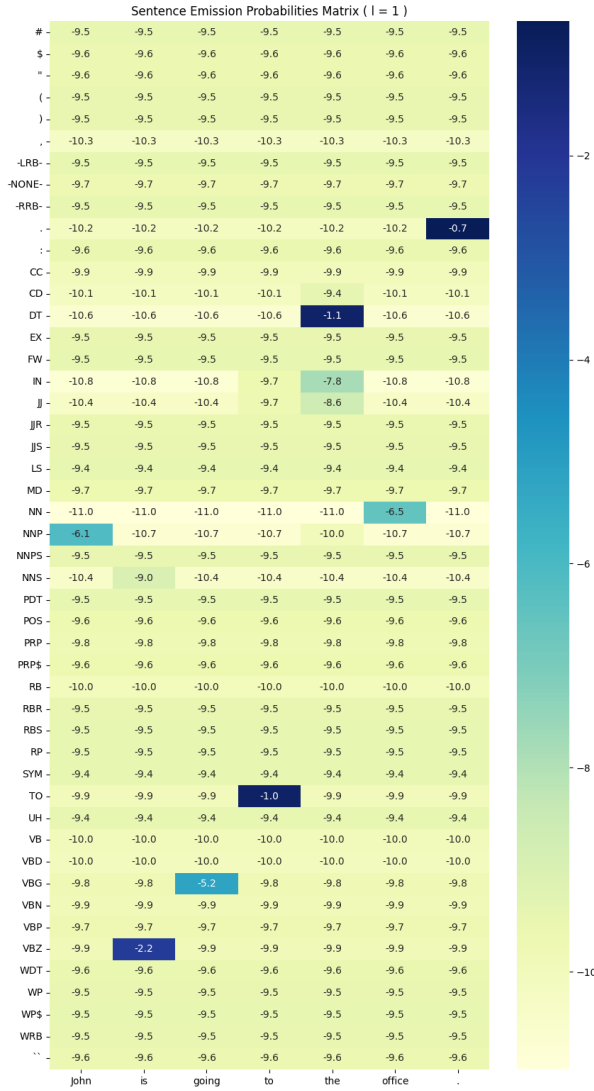 Sentence Emission Probabilities Matrix ( l = 1 )
# -9.5 -9.5 -9.5 -9.5 -9.5 -9.5 -9.5
$ -9.6 -9.6 -9.6 -9.6 -9.6 -9.6 -9.6
" -9.6 -9.6 -9.6 -9.6 -9.6 -9.6 -9.6
( -9.5 -9.5 -9.5 -9.5 -9.5 -9.5 -9.5
) -9.5 -9.5 -9.5 -9.5 -9.5 -9.5 -9.5
, -10.3 -10.3 -10.3 -10.3 -10.3 -10.3 -10.3
-LRB- -9.5 -9.5 -9.5 -9.5 -9.5 -9.5 -9.5
-NONE- -9.7 -9.7 -9.7 -9.7 -9.7 -9.7 -9.7
-RRB- -9.5 -9.5 -9.5 -9.5 -9.5 -9.5 -9.5
. -10.2 -10.2 -10.2 -10.2 -10.2 -10.2 -0.7
: -9.6 -9.6 -9.6 -9.6 -9.6 -9.6 -9.6
CC -9.9 -9.9 -9.9 -9.9 -9.9 -9.9 -9.9
CD -10.1 -10.1 -10.1 -10.1 -9.4 -10.1 -10.1
DT -10.6 -10.6 -10.6 -10.6 -1.1 -10.6 -10.6
EX -9.5 -9.5 -9.5 -9.5 -9.5 -9.5 -9.5
FW -9.5 -9.5 -9.5 -9.5 -9.5 -9.5 -9.5
IN -10.8 -10.8 -10.8 -9.7 -7.8 -10.8 -10.8
JJ -10.4 -10.4 -10.4 -9.7 -8.6 -10.4 -10.4
JJR -9.5 -9.5 -9.5 -9.5 -9.5 -9.5 -9.5
JJS -9.5 -9.5 -9.5 -9.5 -9.5 -9.5 -9.5
LS -9.4 -9.4 -9.4 -9.4 -9.4 -9.4 -9.4
MD -9.7 -9.7 -9.7 -9.7 -9.7 -9.7 -9.7
NN -11.0 -11.0 -11.0 -11.0 -11.0 -6.5 -11.0
NNP -6.1 -10.7 -10.7 -10.7 -10.0 -10.7 -10.7
NNPS -9.5 -9.5 -9.5 -9.5 -9.5 -9.5 -9.5
NNS -10.4 -9.0 -10.4 -10.4 -10.4 -10.4 -10.4
PDT -9.5 -9.5 -9.5 -9.5 -9.5 -9.5 -9.5
POS -9.6 -9.6 -9.6 -9.6 -9.6 -9.6 -9.6
PRP -9.8 -9.8 -9.8 -9.8 -9.8 -9.8 -9.8
PRP$ -9.6 -9.6 -9.6 -9.6 -9.6 -9.6 -9.6
RB -10.0 -10.0 -10.0 -10.0 -10.0 -10.0 -10.0
RBR -9.5 -9.5 -9.5 -9.5 -9.5 -9.5 -9.5
RBS -9.5 -9.5 -9.5 -9.5 -9.5 -9.5 -9.5
RP -9.5 -9.5 -9.5 -9.5 -9.5 -9.5 -9.5
SYM -9.4 -9.4 -9.4 -9.4 -9.4 -9.4 -9.4
TO -9.9 -9.9 -9.9 -1.0 -9.9 -9.9 -9.9
UH -9.4 -9.4 -9.4 -9.4 -9.4 -9.4 -9.4
VB -10.0 -10.0 -10.0 -10.0 -10.0 -10.0 -10.0
VBD -10.0 -10.0 -10.0 -10.0 -10.0 -10.0 -10.0
VBG -9.8 -9.8 -5.2 -9.8 -9.8 -9.8 -9.8
VBN -9.9 -9.9 -9.9 -9.9 -9.9 -9.9 -9.9
VBP -9.7 -9.7 -9.7 -9.7 -9.7 -9.7 -9.7
VBZ -9.9 -2.2 -9.9 -9.9 -9.9 -9.9 -9.9
WDT -9.6 -9.6 -9.6 -9.6 -9.6 -9.6 -9.6
WP -9.5 -9.5 -9.5 -9.5 -9.5 -9.5 -9.5
WP$ -9.5 -9.5 -9.5 -9.5 -9.5 -9.5 -9.5
WRB -9.5 -9.5 -9.5 -9.5 -9.5 -9.5 -9.5
`` -9.6 -9.6 -9.6 -9.6 -9.6 -9.6 -9.6
John is going to the office .
−2
−4
−6
−8
−10